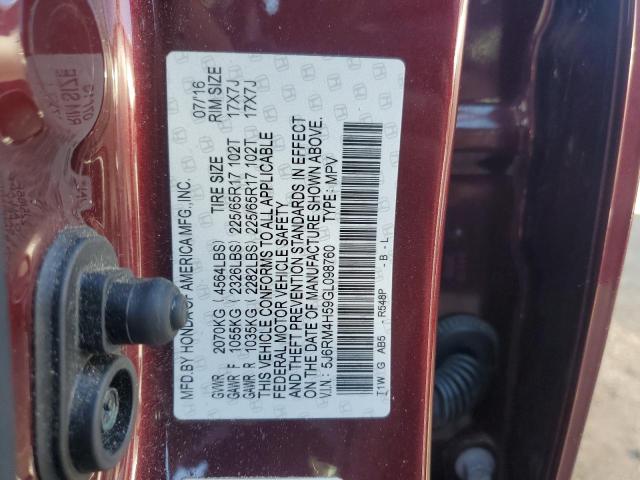 MFD.BY HONDA OF AMERICA MFG.,INC. 07/16
TIRE SIZE RIM SIZE
GVWR 2070KG ( 4564LBS)
GAWR F 1055KG ( 2326LBS) 225/65R17 102T 17X7J
GAWR R 1035KG ( 2282LBS) 225/65R17 102T 17X7J
THIS VEHICLE CONFORMS TO ALL APPLICABLE
FEDERAL MOTOR VEHICLE SAFETY
AND THEFT PREVENTION STANDARDS IN EFFECT
ON THE DATE OF MANUFACTURE SHOWN ABOVE.
V.I.N.: 5J6RM4H59GL098760 TYPE: MPV
I1W G AB5 R548P - B - L